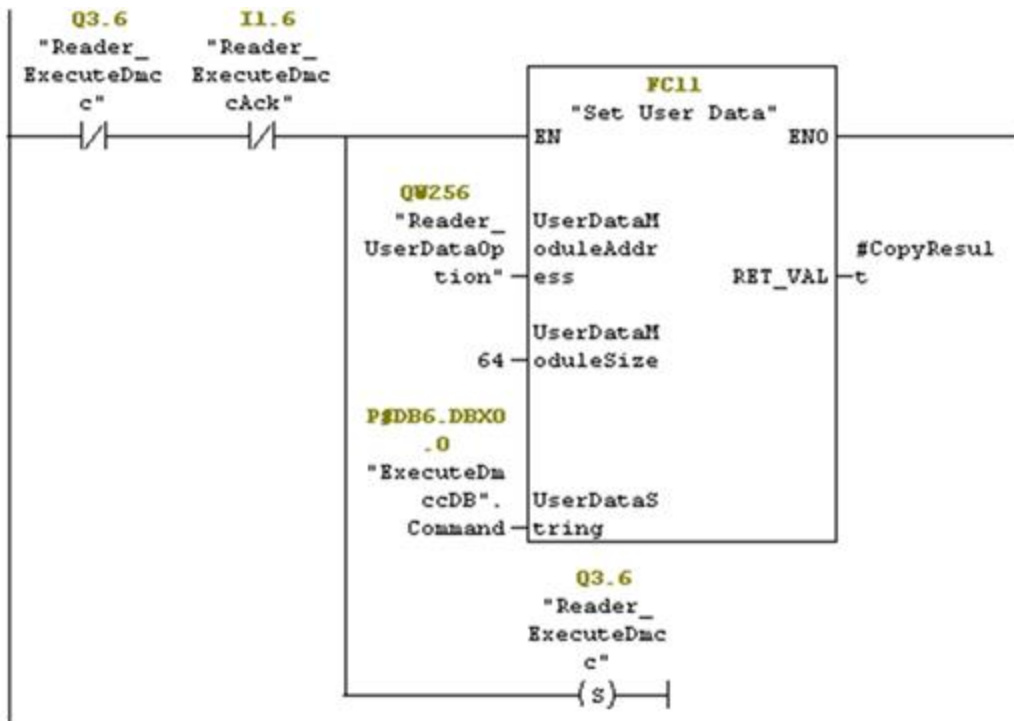 Q3.6
"Reader_
ExecuteDmc
c"
I1.6
"Reader_
ExecuteDmc
cAck"
FC11
"Set User Data"
EN
ENO
QW256
"Reader_
UserDataOp
tion"
UserDataM
oduleAddr
ess
RET_VAL
#CopyResul
t
64
UserDataM
oduleSize
P#DB6.DBX0
.0
"ExecuteDm
ccDB".
Command
UserDataS
tring
Q3.6
"Reader_
ExecuteDmc
c"
(S)